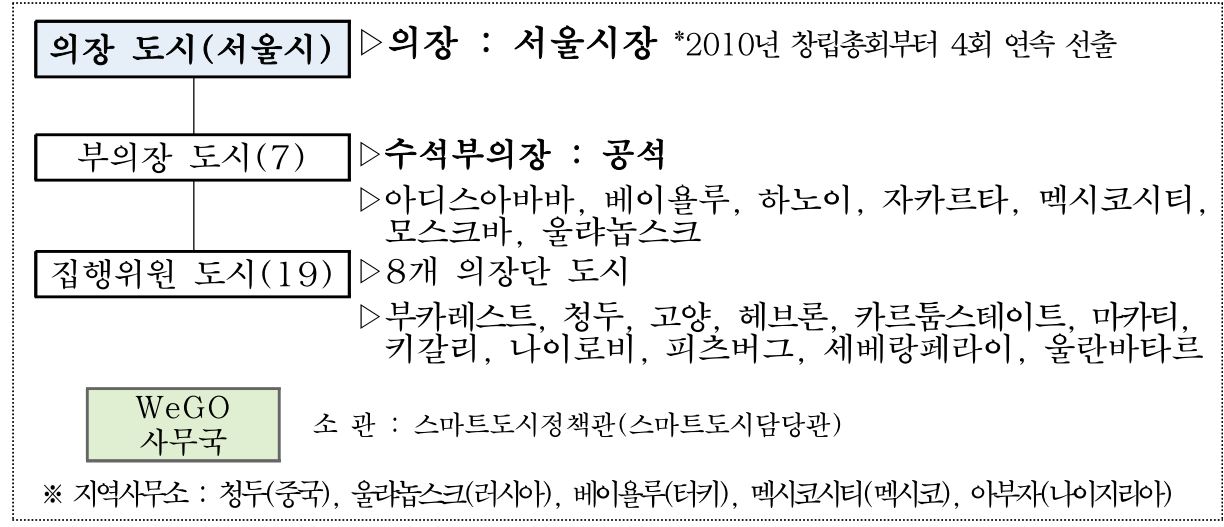 의장 도시(서울시) ▷의장 : 서울시장 *2010년 창립총회부터 4회 연속 선출
부의장 도시(7) ▷수석부의장 : 공석
▷아디스아바바, 베이욜루, 하노이, 자카르타, 멕시코시티,
모스크바, 울랴놉스크
집행위원 도시(19) ▷8개 의장단 도시
▷부카레스트, 청두, 고양, 헤브론, 카르툼스테이트, 마카티,
키갈리, 나이로비, 피츠버그, 세베랑페라이, 울란바타르
WeGO
사무국
소 관 : 스마트도시정책관(스마트도시담당관)
※ 지역사무소 : 청두(중국), 울랴놉스크(러시아), 베이욜루(터키), 멕시코시티(멕시코), 아부자(나이지리아)